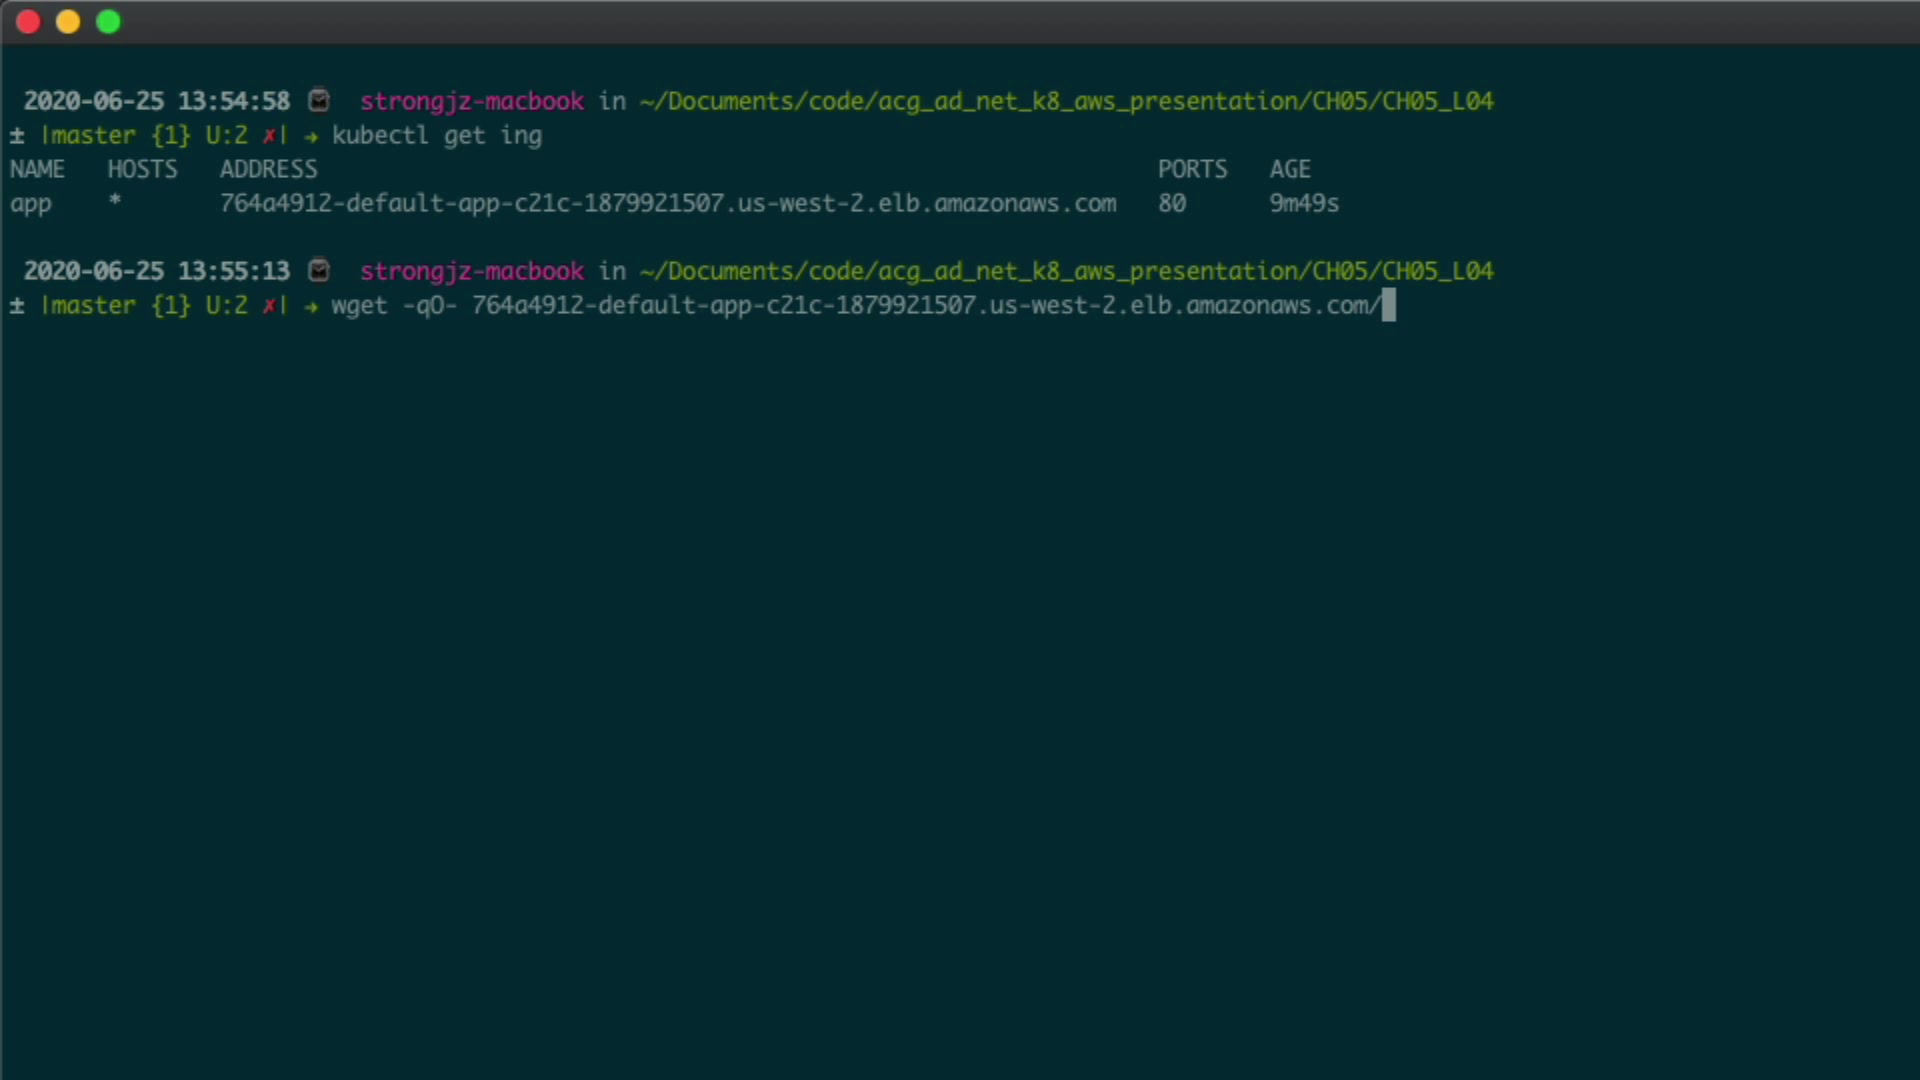 2020-06-25 13:54:58 ⌚ strongjz-macbook in ~/Documents/code/acg_ad_net_k8_aws_presentation/CH05/CH05_L04
± |master {1} U:2 ✗| → kubectl get ing
NAME HOSTS ADDRESS PORTS AGE
app * 764a4912-default-app-c21c-1879921507.us-west-2.elb.amazonaws.com 80 9m49s
2020-06-25 13:55:13 ⌚ strongjz-macbook in ~/Documents/code/acg_ad_net_k8_aws_presentation/CH05/CH05_L04
± |master {1} U:2 ✗| → wget -qO- 764a4912-default-app-c21c-1879921507.us-west-2.elb.amazonaws.com/